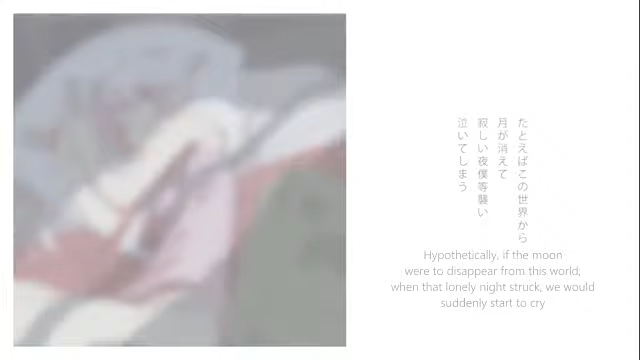 たとえばこの世界から
月が消えて
寂しい夜僕等襲い
泣いてしまう
Hypothetically, if the moon
were to disappear from this world;
when that lonely night struck, we would
suddenly start to cry